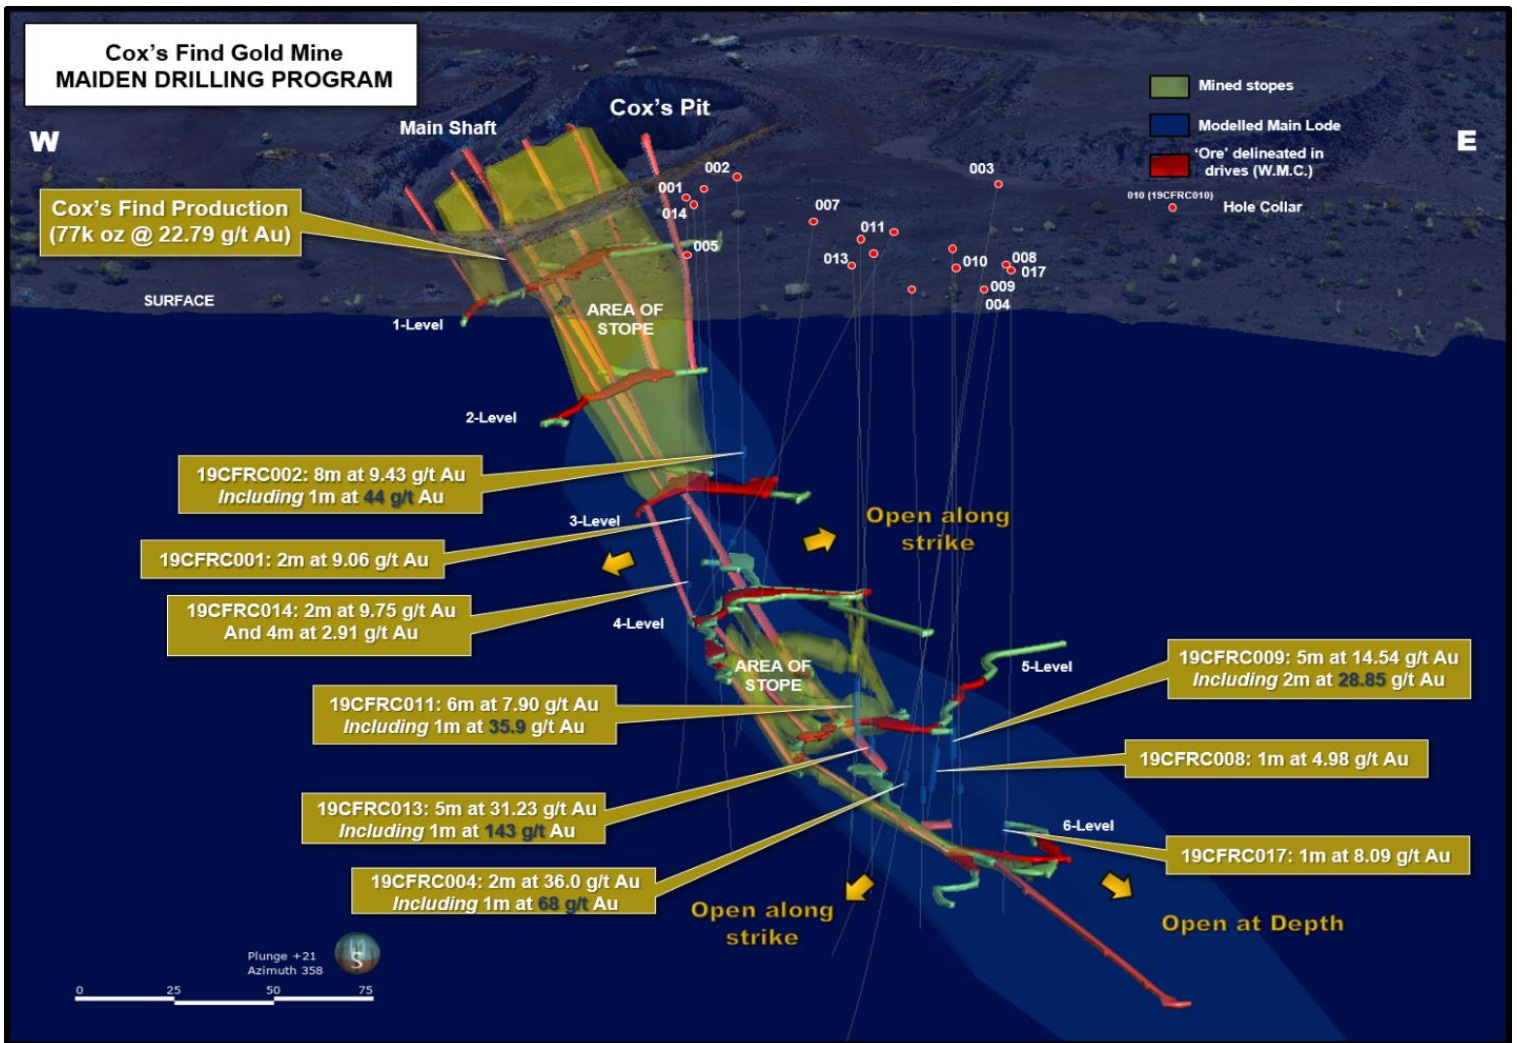 Cox's Find Gold Mine
MAIDEN DRILLING PROGRAM
W
Main Shaft
Cox's Pit
Mined stopes
Modelled Main Lode
'Ore' delineated in
drives (W.M.C.)
010 (19CFRC010)
Hole Collar
E
Cox's Find Production
(77k oz @ 22.79 g/t Au)
001
002
014
005
007
011
013
003
010
008
017
009
004
SURFACE
1-Level
AREA OF
STOPE
2-Level
19CFRC002: 8m at 9.43 g/t Au
Including 1m at 44 g/t Au
3-Level
Open along
strike
19CFRC001: 2m at 9.06 g/t Au
19CFRC014: 2m at 9.75 g/t Au
And 4m at 2.91 g/t Au
4-Level
AREA OF
STOPE
5-Level
19CFRC009: 5m at 14.54 g/t Au
Including 2m at 28.85 g/t Au
19CFRC011: 6m at 7.90 g/t Au
Including 1m at 35.9 g/t Au
19CFRC008: 1m at 4.98 g/t Au
19CFRC013: 5m at 31.23 g/t Au
Including 1m at 143 g/t Au
6-Level
19CFRC017: 1m at 8.09 g/t Au
19CFRC004: 2m at 36.0 g/t Au
Including 1m at 68 g/t Au
Open along
strike
Open at Depth
Plunge +21
Azimuth 358
S
0 25 50 75